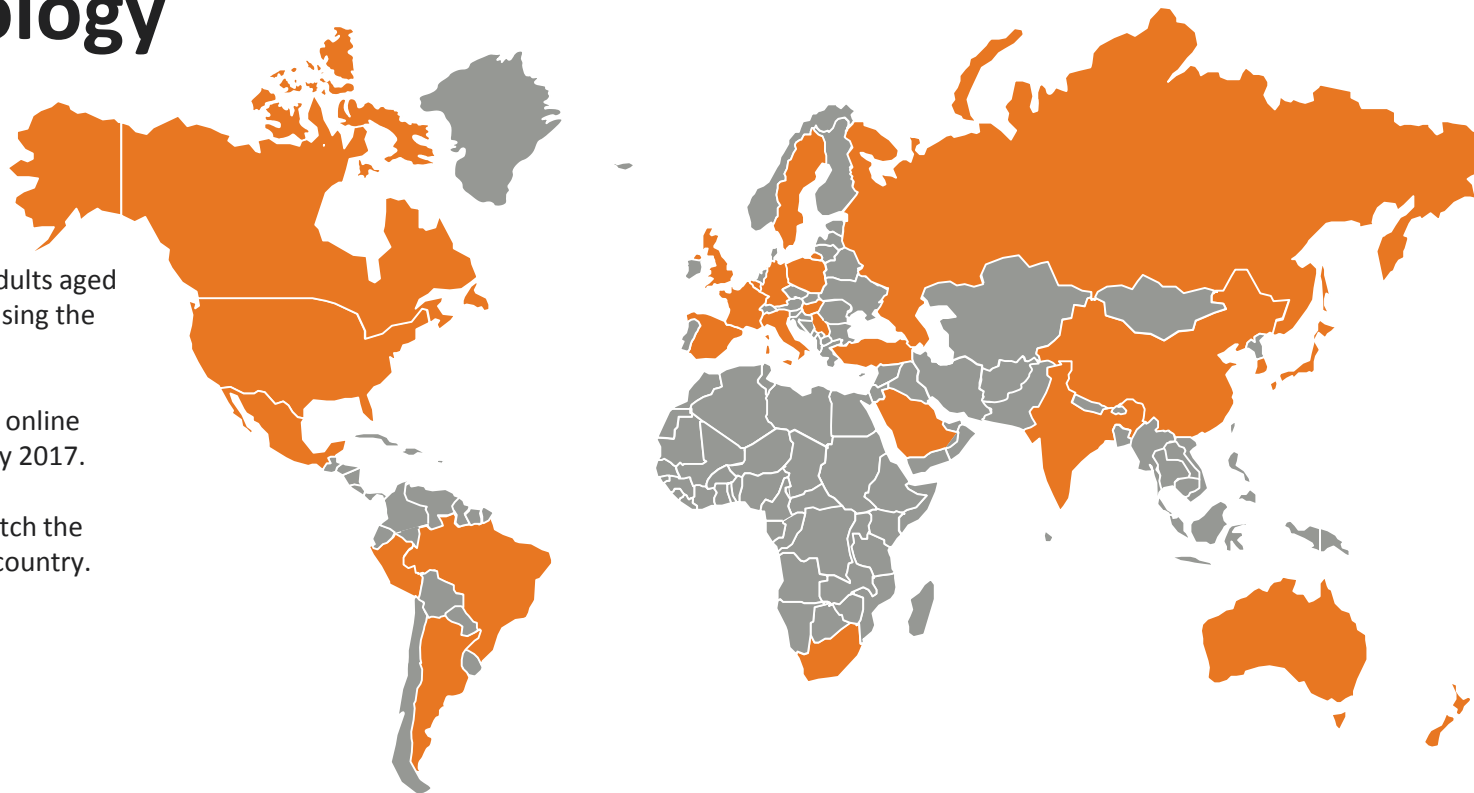 ology
dults aged
sing the
online
y 2017.
tch the
country.